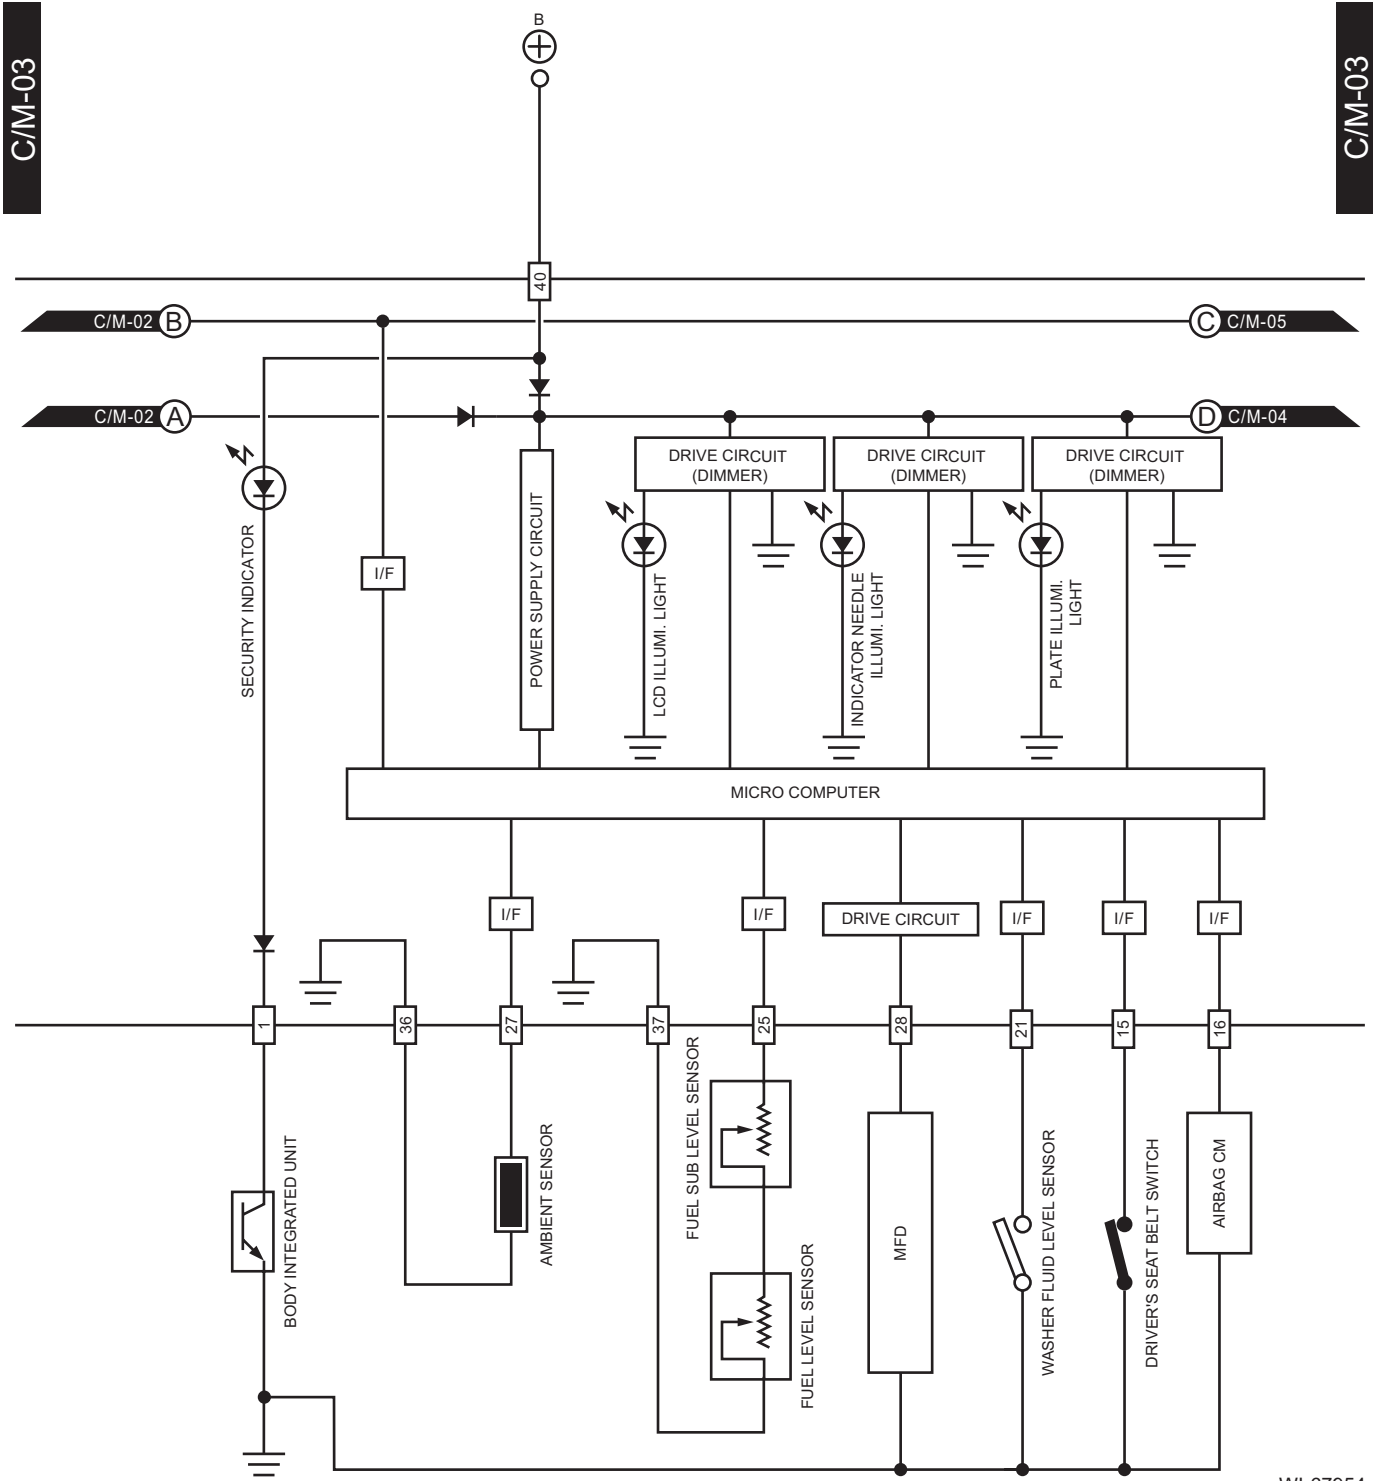 C/M-03
C/M-03
B
40
C/M-02 B
C C/M-05
C/M-02 A
D C/M-04
DRIVE CIRCUIT
(DIMMER)
DRIVE CIRCUIT
(DIMMER)
DRIVE CIRCUIT
(DIMMER)
SECURITY INDICATOR
I/F
POWER SUPPLY CIRCUIT
LCD ILLUMI. LIGHT
INDICATOR NEEDLE
ILLUMI. LIGHT
PLATE ILLUMI.
LIGHT
MICRO COMPUTER
I/F
I/F
DRIVE CIRCUIT
I/F
I/F
I/F
1
36
27
37
25
28
21
15
16
BODY INTEGRATED UNIT
AMBIENT SENSOR
FUEL SUB LEVEL SENSOR
FUEL LEVEL SENSOR
MFD
WASHER FLUID LEVEL SENSOR
DRIVER'S SEAT BELT SWITCH
AIRBAG CM